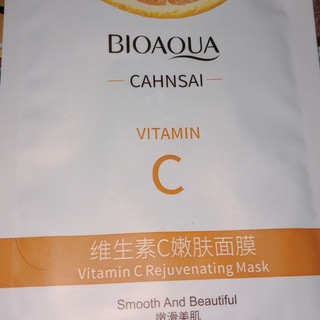 BIOAQUA
CAHNSAI
VITAMIN
C
维生素C嫩肤面膜
Vitamin C Rejuvenating Mask
Smooth And Beautiful
嫩滑美肌